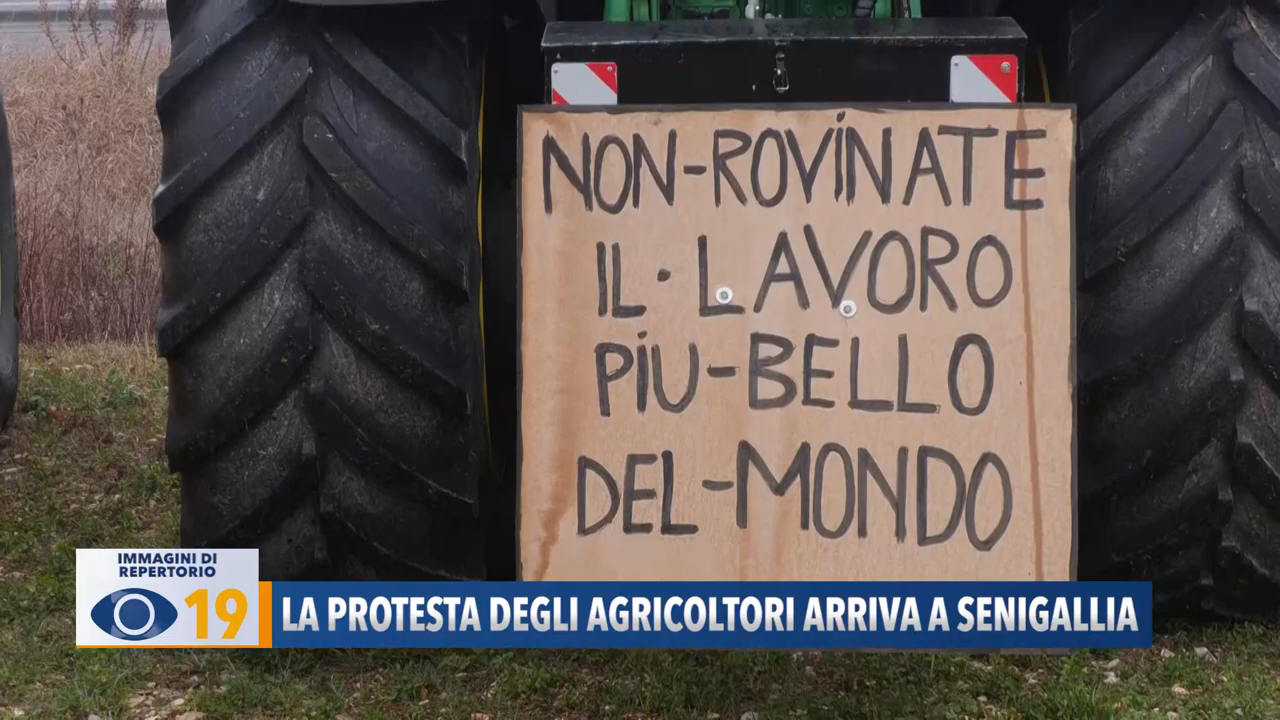 NON-ROVINATE
IL·LAVORO
PIU-BELLO
DEL-MONDO
IMMAGINI DI
REPERTORIO
19
LA PROTESTA DEGLI AGRICOLTORI ARRIVA A SENIGALLIA